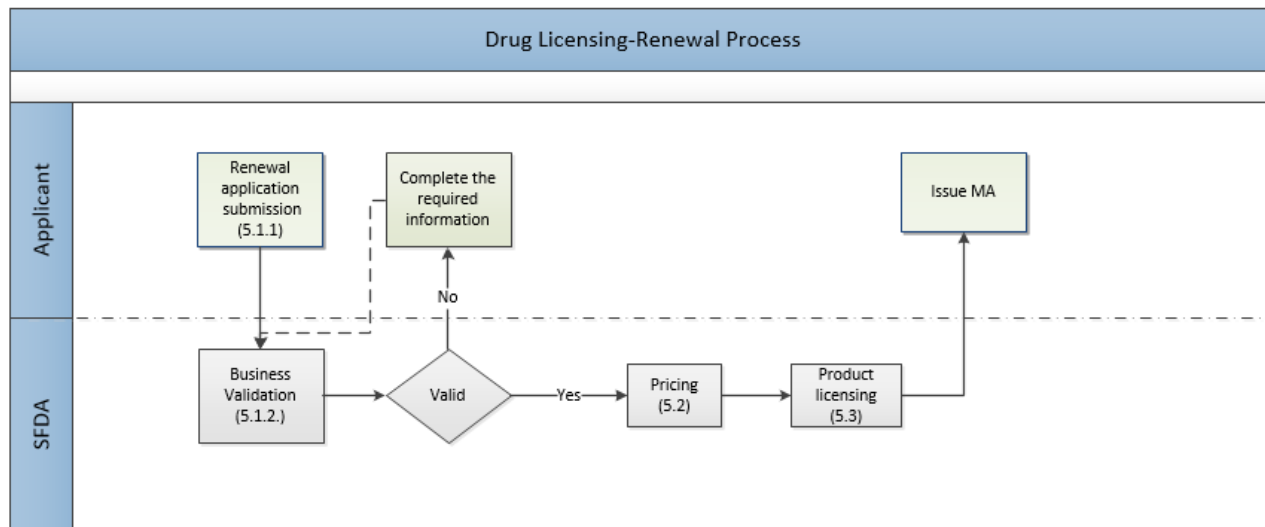 Drug Licensing-Renewal Process
Applicant
Renewal
application
submission
(5.1.1)
Complete the
required
information
Issue MA
No
SFDA
Business
Validation
(5.1.2.)
Valid
Yes
Pricing
(5.2)
Product
licensing
(5.3)